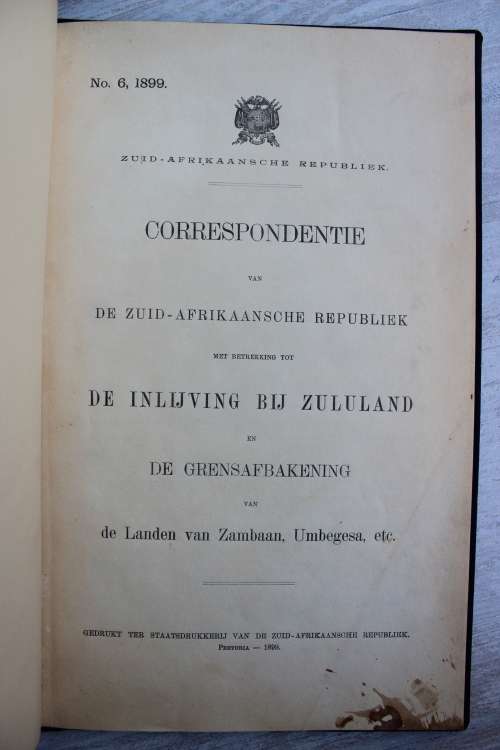 No. 6, 1899.
ZUID-AFRIKAANSCHE REPUBLIEK.
CORRESPONDENTIE
VAN
DE ZUID-AFRIKAANSCHE REPUBLIEK
MET BETREKKING TOT
DE INLIJVING BIJ ZULULAND
EN
DE GRENSAFBAKENING
VAN
de Landen van Zambaan, Umbegesa, etc.
GEDRUKT TER STAATSDRUKKERIJ VAN DE ZUID-AFRIKAANSCHE REPUBLIEK.
PRETORIA — 1899.